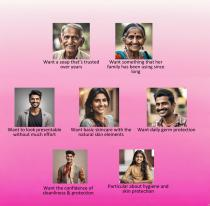 Want a soap that's trusted
over years
Want something that her
family has been using since
long
Want to look presentable
without much effort
Want basic skincare with the
natural skin elements
Want daily germ protection
Want the confidence of
cleanliness & protection
Particular about hygiene and
skin protection